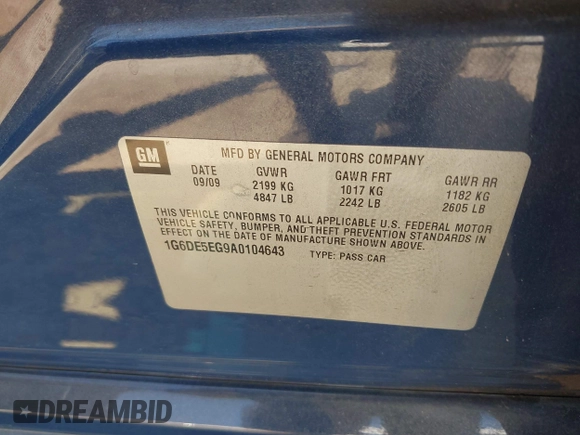 GM
MFD BY GENERAL MOTORS COMPANY
DATE GVWR GAWR FRT GAWR RR
09/09 2199 KG 1017 KG 1182 KG
4847 LB 2242 LB 2605 LB
THIS VEHICLE CONFORMS TO ALL APPLICABLE U.S. FEDERAL MOTOR
VEHICLE SAFETY, BUMPER, AND THEFT PREVENTION STANDARDS IN
EFFECT ON THE DATE OF MANUFACTURE SHOWN ABOVE.
1G6DE5EG9A0104643 TYPE: PASS CAR
DREAMBID